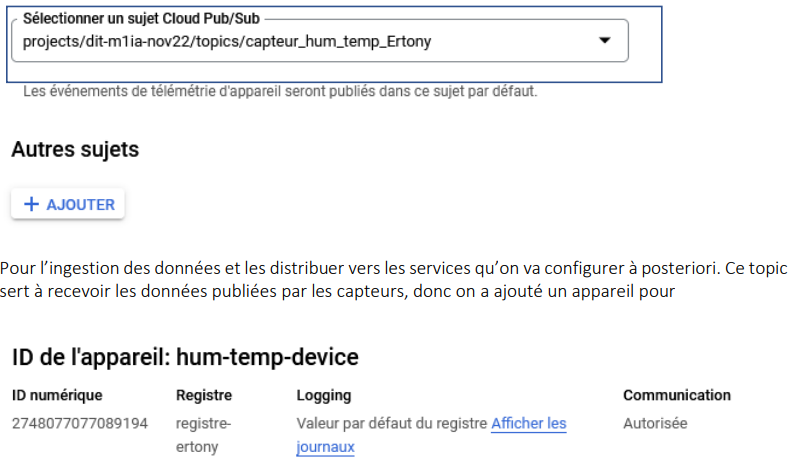 Sélectionner un sujet Cloud Pub/Sub
projects/dit-m1ia-nov22/topics/capteur_hum_temp_Ertony
Les événements de télémétrie d'appareil seront publiés dans ce sujet par défaut.
Autres sujets
+ AJOUTER
Pour l’ingestion des données et les distribuer vers les services qu’on va configurer à posteriori. Ce topic
sert à recevoir les données publiées par les capteurs, donc on a ajouté un appareil pour
ID de l'appareil: hum-temp-device
ID numérique Registre Logging Communication
2748077077089194 registre- Valeur par défaut du registre Afficher les Autorisée
ertony journaux